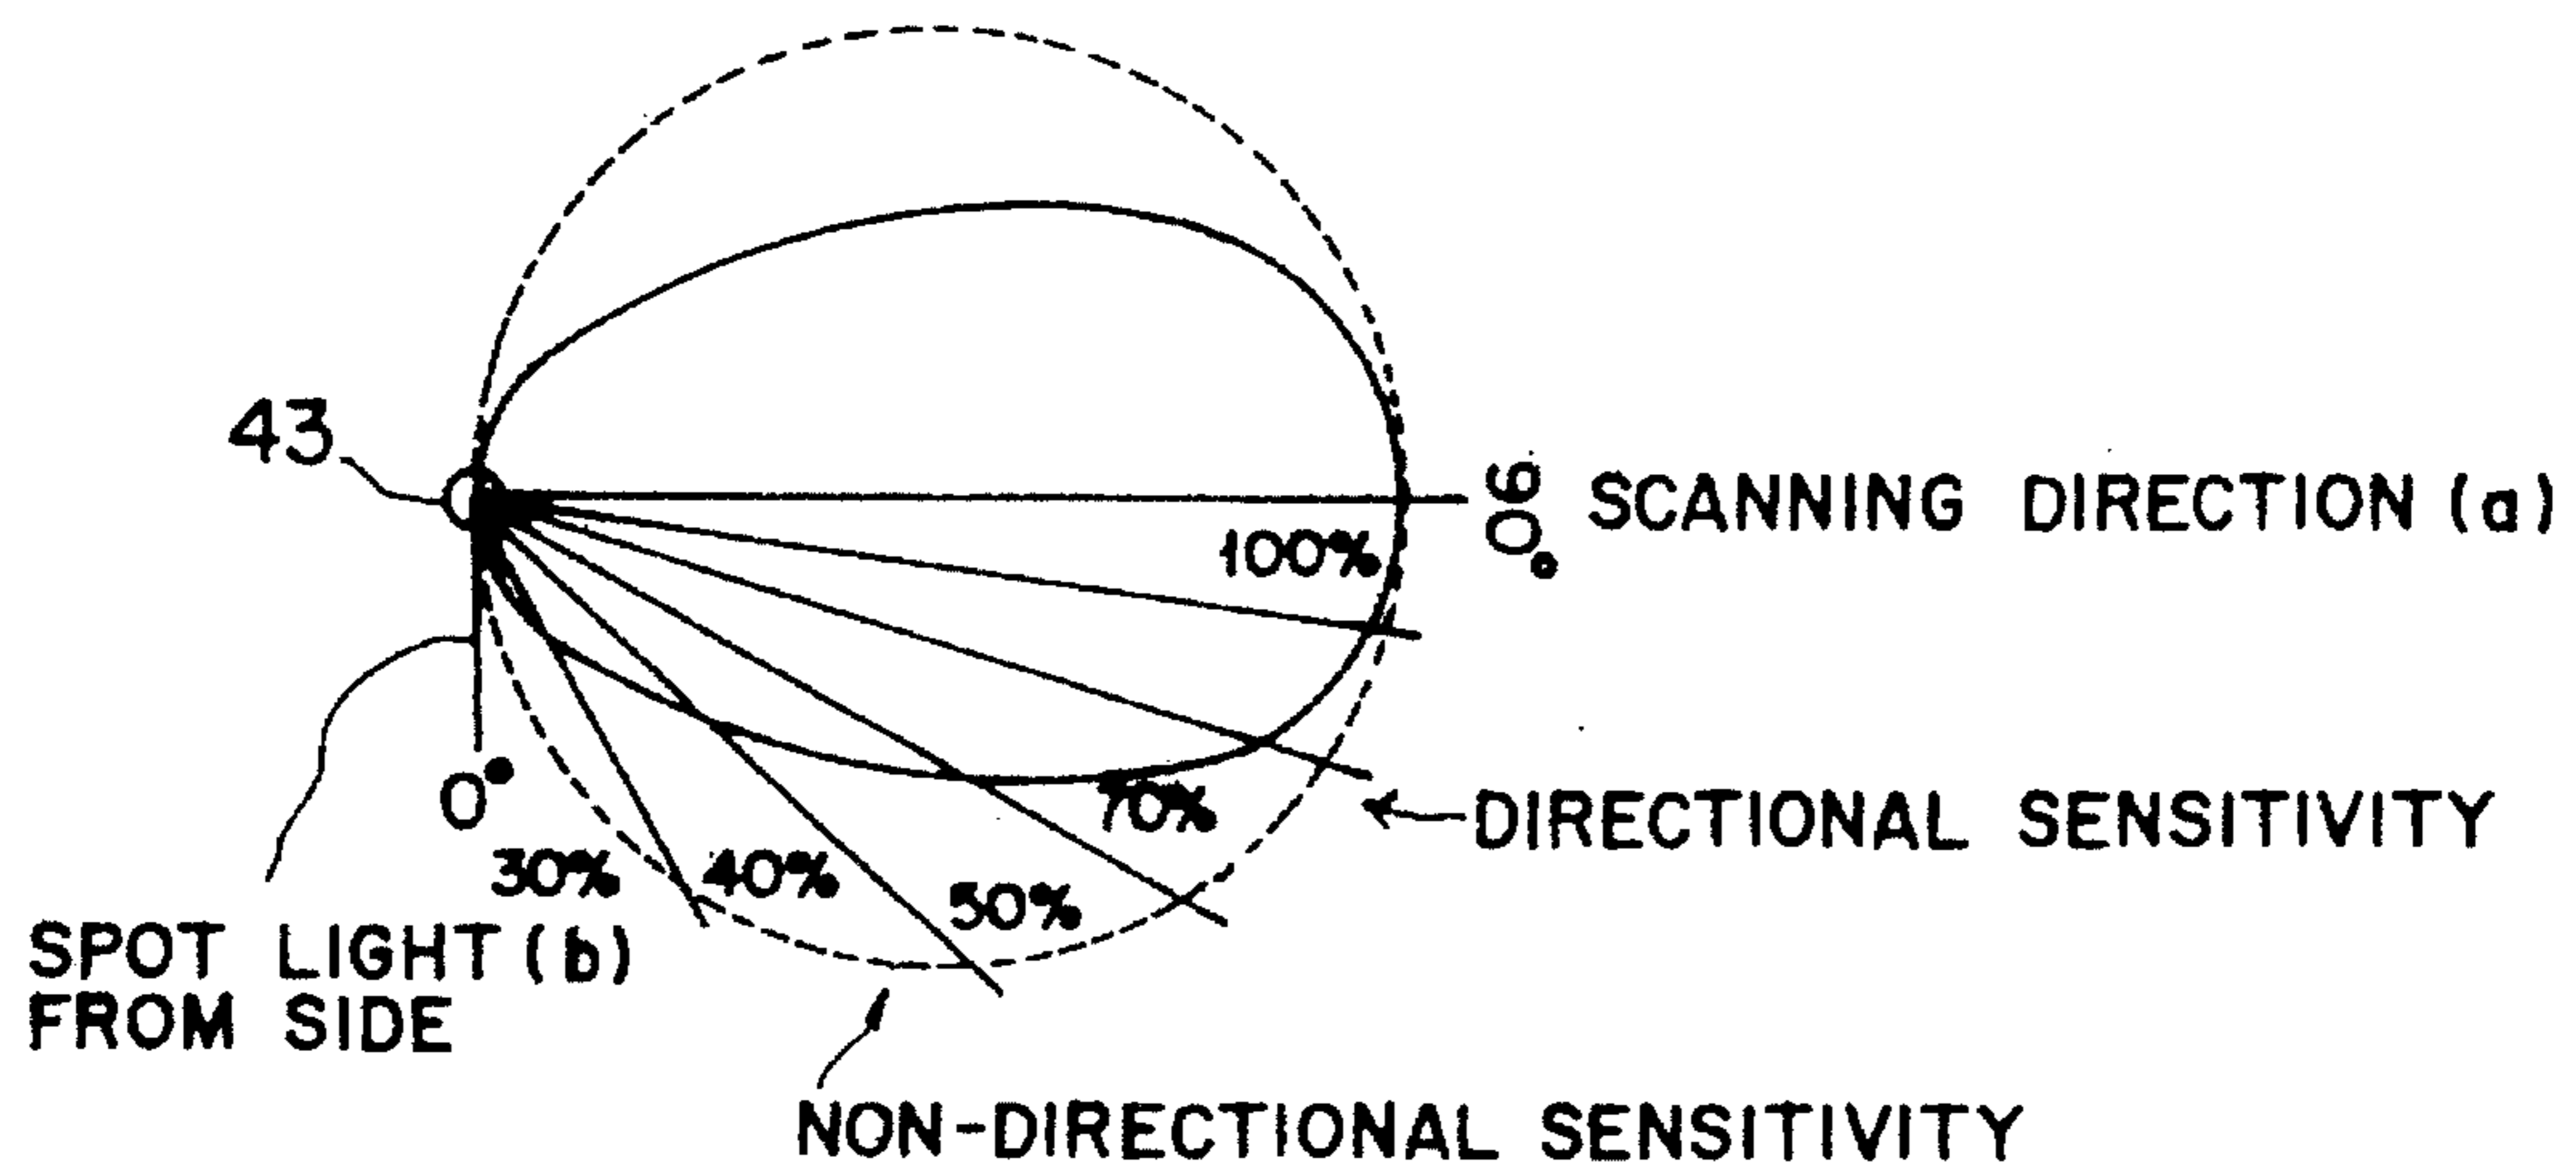 43
90°
SCANNING DIRECTION (a)
100%
0°
70%
DIRECTIONAL SENSITIVITY
30%
40%
50%
SPOT LIGHT (b)
FROM SIDE
NON-DIRECTIONAL SENSITIVITY